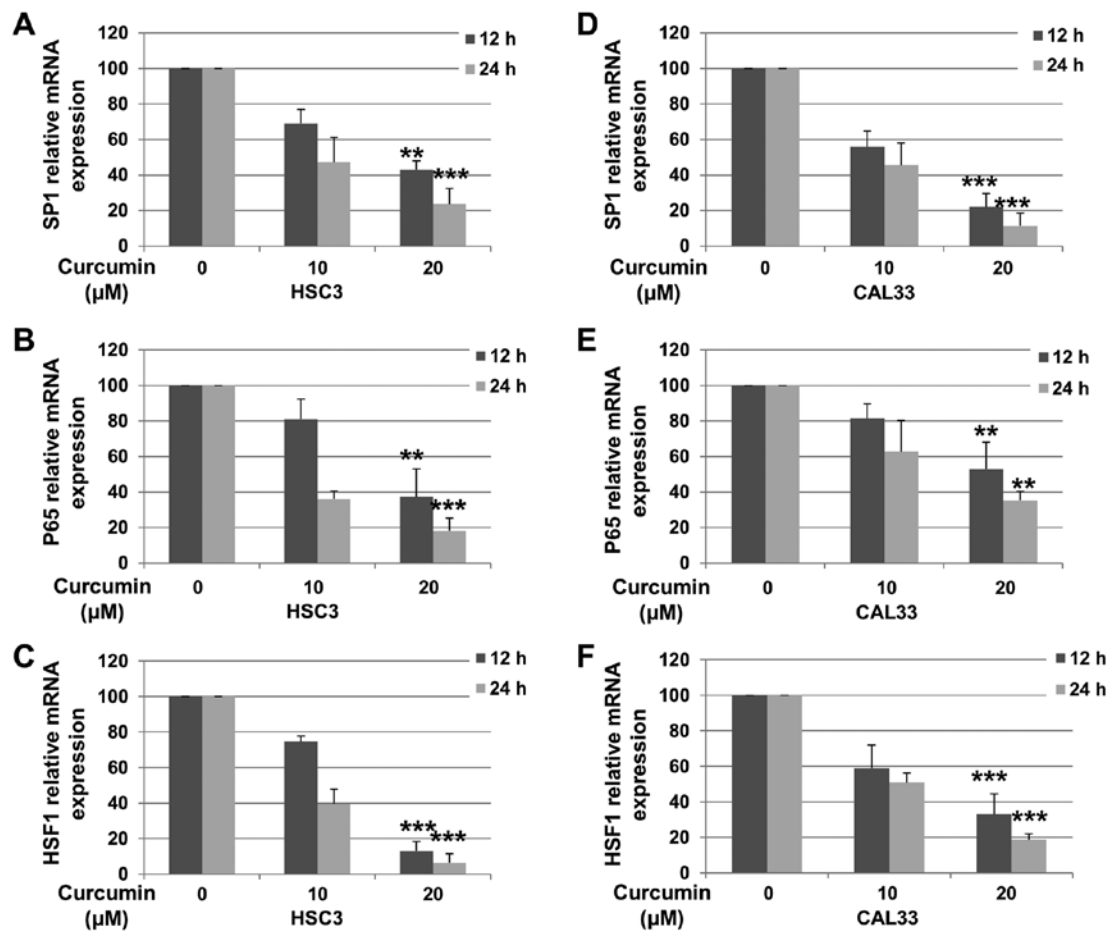 A
SP1 relative mRNA
expression
120
100
80
60
40
20
0
12 h
24 h
**
***
Curcumin
(μM)
0
10
20
HSC3
D
SP1 relative mRNA
expression
120
100
80
60
40
20
0
12 h
24 h
***
***
Curcumin
(μM)
0
10
20
CAL33
B
P65 relative mRNA
expression
120
100
80
60
40
20
0
12 h
24 h
**
***
Curcumin
(μM)
0
10
20
HSC3
E
P65 relative mRNA
expression
120
100
80
60
40
20
0
12 h
24 h
**
**
Curcumin
(μM)
0
10
20
CAL33
C
HSF1 relative mRNA
expression
120
100
80
60
40
20
0
12 h
24 h
***
***
Curcumin
(μM)
0
10
20
HSC3
F
HSF1 relative mRNA
expression
120
100
80
60
40
20
0
12 h
24 h
***
***
Curcumin
(μM)
0
10
20
CAL33